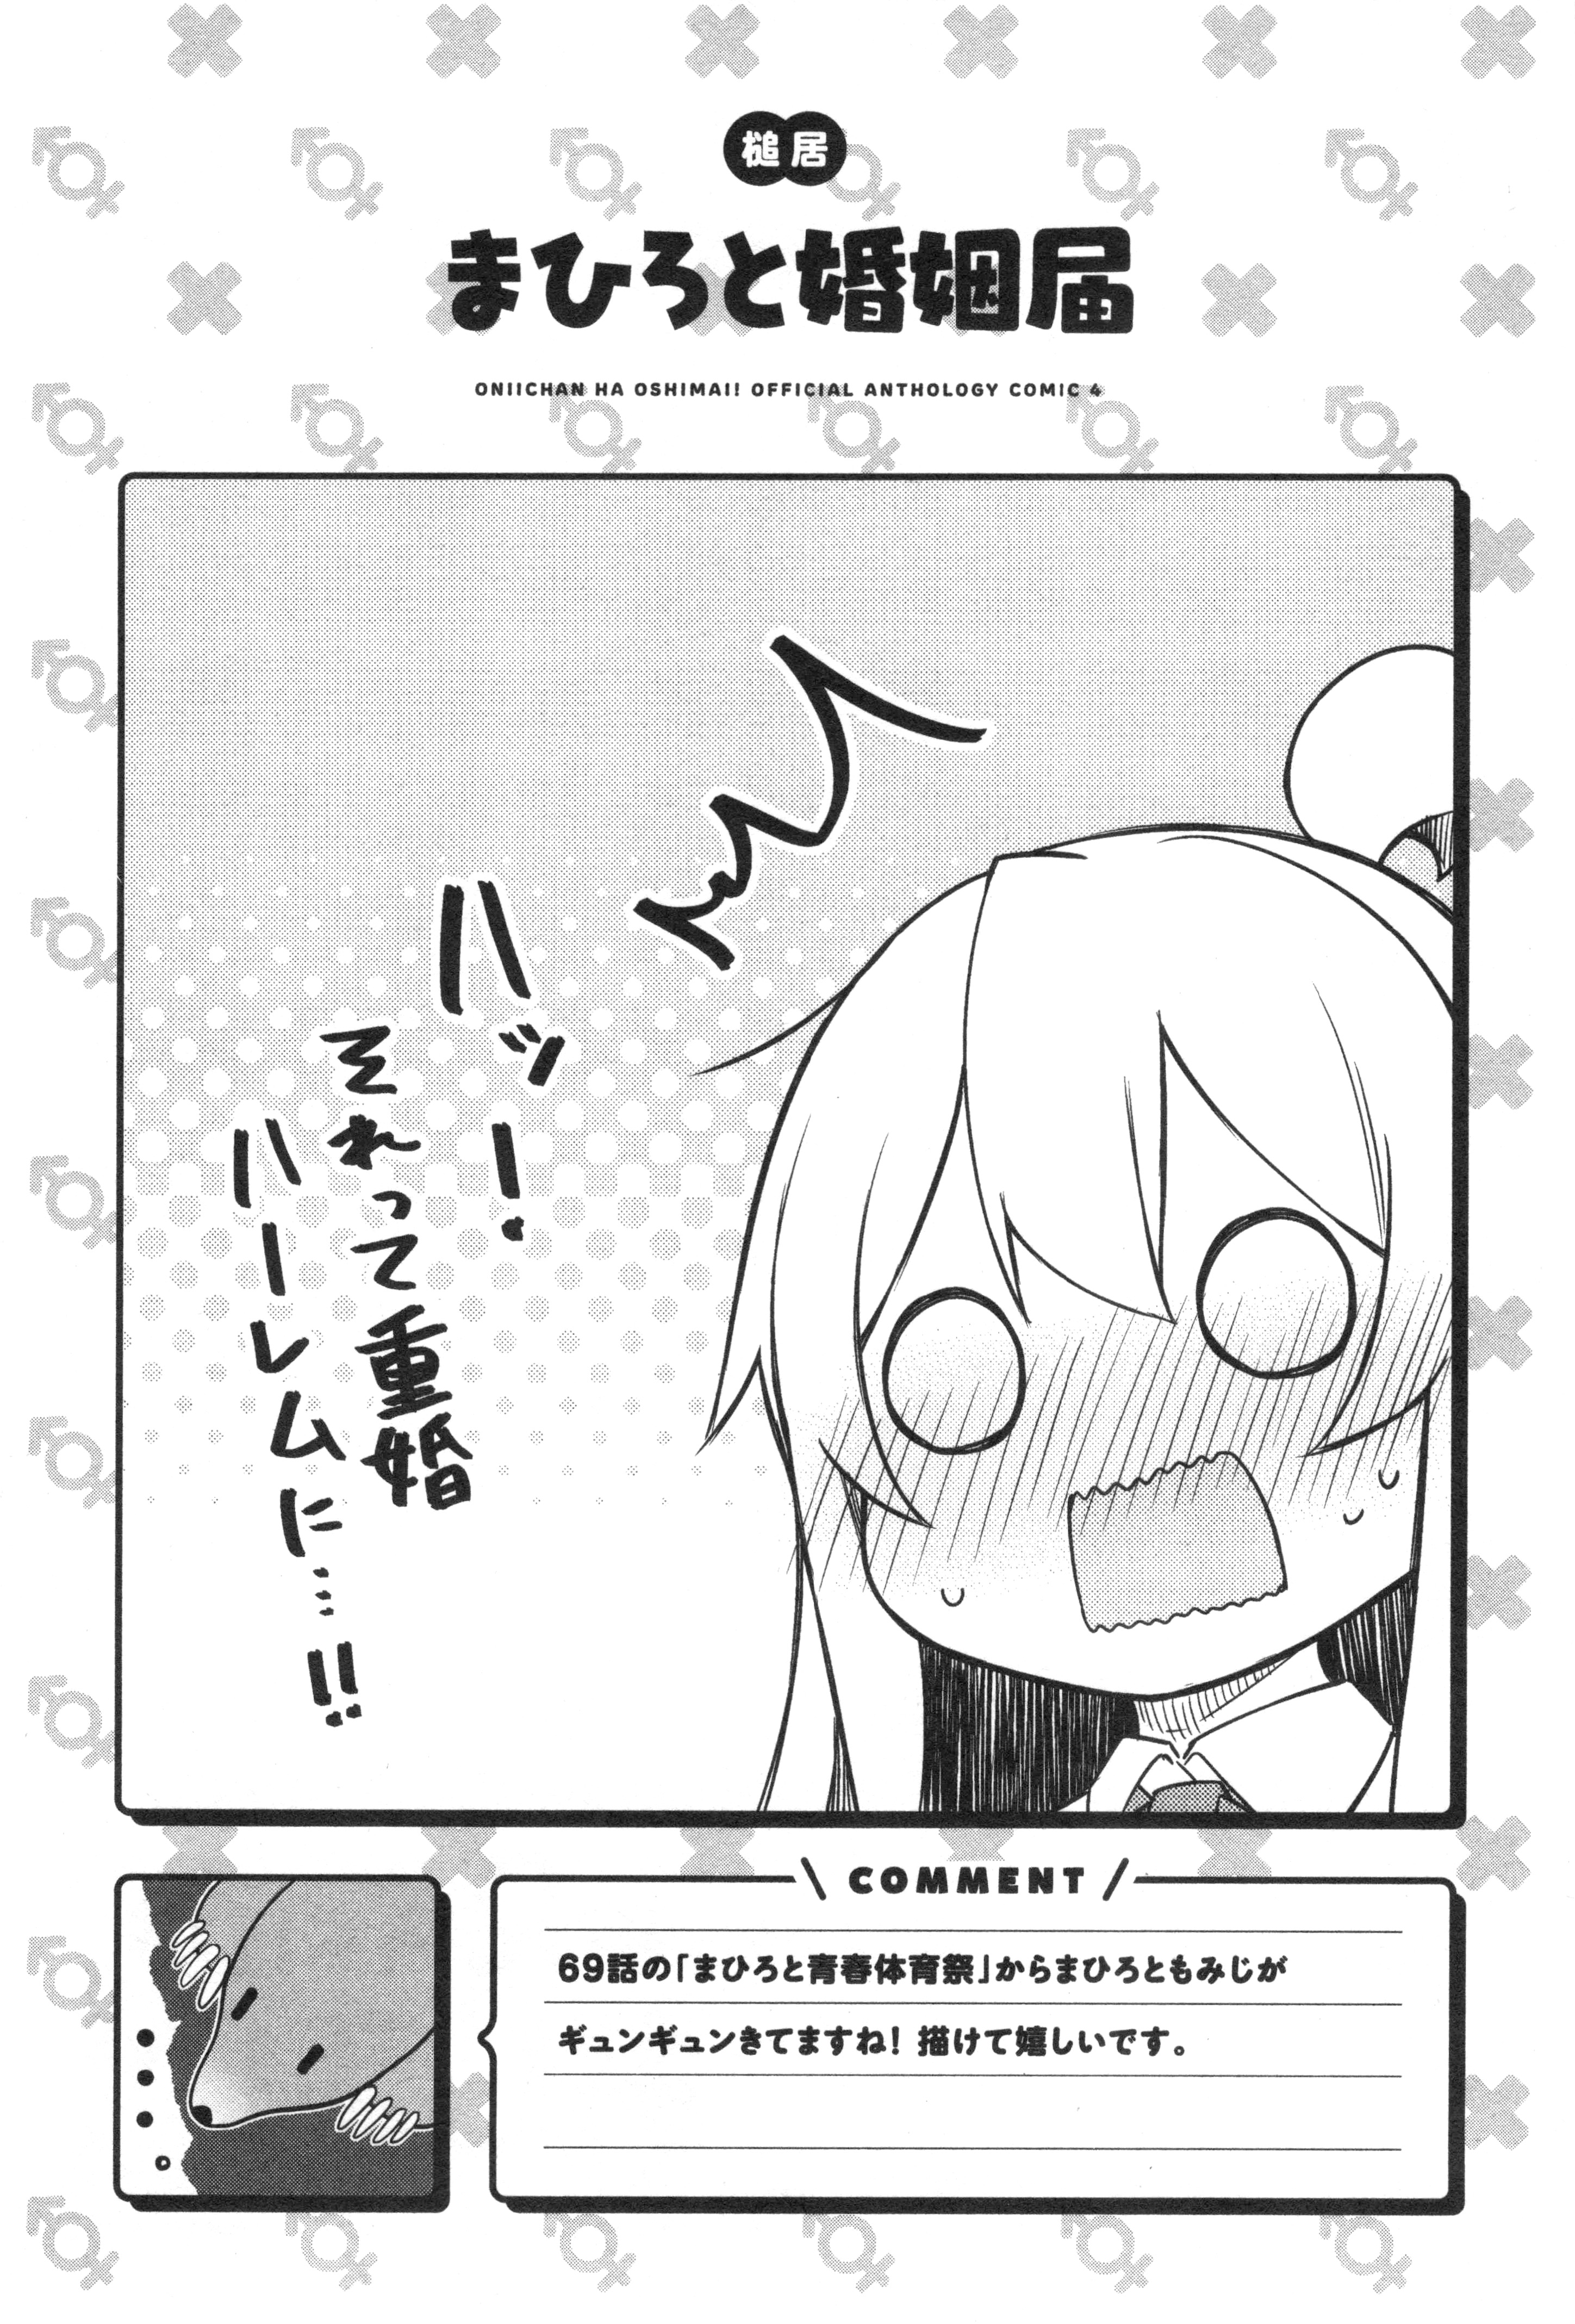 槌居
まひろと婚姻届
ONIICHAN HA OSHIMAI! OFFICIAL ANTHOLOGY COMIC 4
ハッ!
それって重婚
ハーレムに…!!
COMMENT
69話の「まひろと青春体育祭」からまひろともみじが
ギュンギュンきてますね! 描けて嬉しいです。